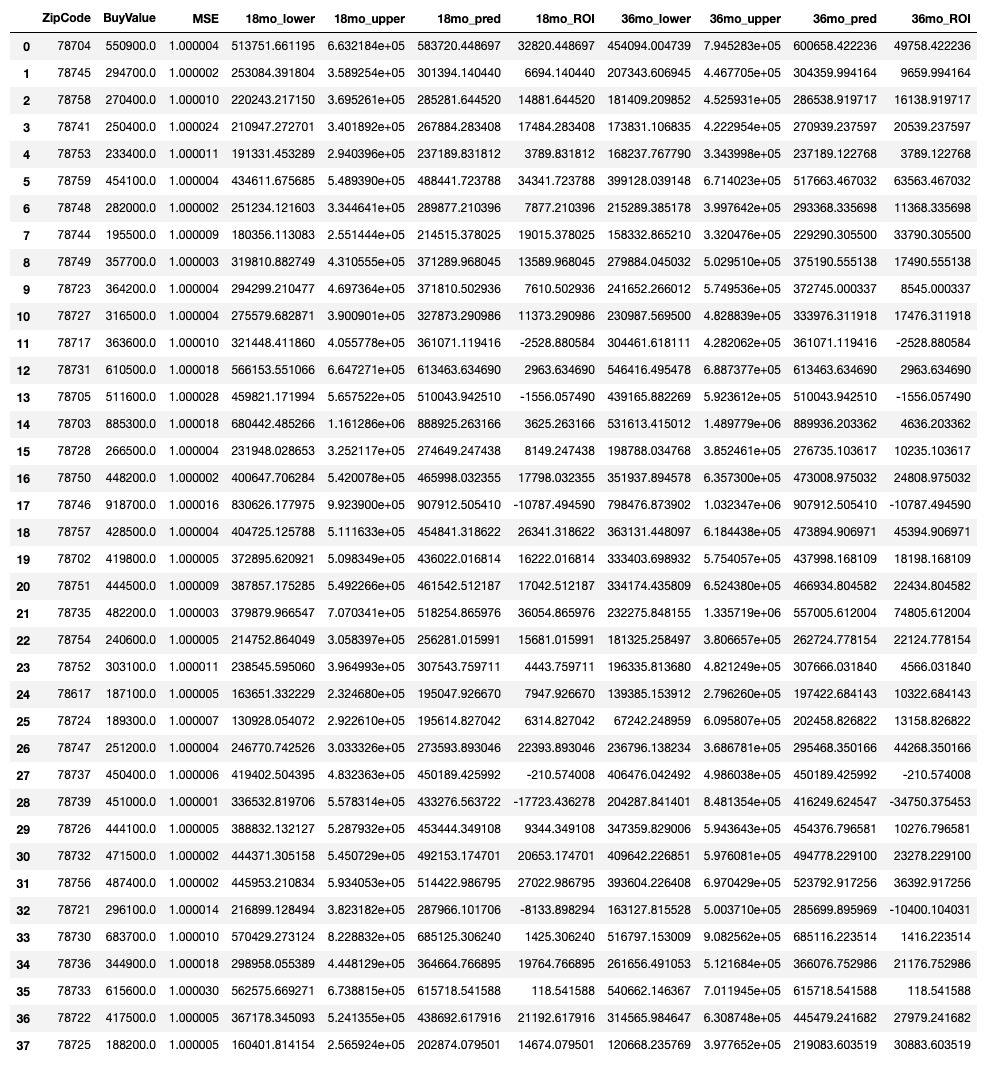 ZipCode BuyValue MSE 18mo_lower 18mo_upper 18mo_pred 18mo_ROI 36mo_lower 36mo_upper 36mo_pred 36mo_ROI
0 78704 550900.0 1.000004 513751.661195 6.632184e+05 583720.448697 32820.448697 454094.004739 7.945283e+05 600658.422236 49758.422236
1 78745 294700.0 1.000002 253084.391804 3.589254e+05 301394.140440 6694.140440 207343.606945 4.467705e+05 304359.994164 9659.994164
2 78758 270400.0 1.000010 220243.217150 3.695261e+05 285281.644520 14881.644520 181409.209852 4.525931e+05 286538.919717 16138.919717
3 78741 250400.0 1.000024 210947.272701 3.401892e+05 267884.283408 17484.283408 173831.106835 4.222954e+05 270939.237597 20539.237597
4 78753 233400.0 1.000011 191331.453289 2.940396e+05 237189.831812 3789.831812 168237.767790 3.343998e+05 237189.122768 3789.122768
5 78759 454100.0 1.000004 434611.675685 5.489390e+05 488441.723788 34341.723788 399128.039148 6.714023e+05 517663.467032 63563.467032
6 78748 282000.0 1.000002 251234.121603 3.344641e+05 289877.210396 7877.210396 215289.385178 3.997642e+05 293368.335698 11368.335698
7 78744 195500.0 1.000009 180356.113083 2.551444e+05 214515.378025 19015.378025 158332.865210 3.320476e+05 229290.305500 33790.305500
8 78749 357700.0 1.000003 319810.882749 4.310555e+05 371289.968045 13589.968045 279884.045032 5.029510e+05 375190.555138 17490.555138
9 78723 364200.0 1.000004 294299.210477 4.697364e+05 371810.502936 7610.502936 241652.266012 5.749536e+05 372745.000337 8545.000337
10 78727 316500.0 1.000004 275579.682871 3.900901e+05 327873.290986 11373.290986 230987.569500 4.828839e+05 333976.311918 17476.311918
11 78717 363600.0 1.000010 321448.411860 4.055778e+05 361071.119416 -2528.880584 304461.618111 4.282062e+05 361071.119416 -2528.880584
12 78731 610500.0 1.000018 566153.551066 6.647271e+05 613463.634690 2963.634690 546416.495478 6.887377e+05 613463.634690 2963.634690
13 78705 511600.0 1.000028 459821.171994 5.657522e+05 510043.942510 -1556.057490 439165.882269 5.923612e+05 510043.942510 -1556.057490
14 78703 885300.0 1.000018 680442.485266 1.161286e+06 888925.263166 3625.263166 531613.415012 1.489779e+06 889936.203362 4636.203362
15 78728 266500.0 1.000004 231948.028653 3.252117e+05 274649.247438 8149.247438 198788.034768 3.852461e+05 276735.103617 10235.103617
16 78750 448200.0 1.000002 400647.706284 5.420078e+05 465998.032355 17798.032355 351937.894578 6.357300e+05 473008.975032 24808.975032
17 78746 918700.0 1.000016 830626.177975 9.923900e+05 907912.505410 -10787.494590 798476.873902 1.032347e+06 907912.505410 -10787.494590
18 78757 428500.0 1.000004 404725.125788 5.111633e+05 454841.318622 26341.318622 363131.448097 6.184438e+05 473894.906971 45394.906971
19 78702 419800.0 1.000005 372895.620921 5.098349e+05 436022.016814 16222.016814 333403.698932 5.754057e+05 437998.168109 18198.168109
20 78751 444500.0 1.000009 387857.175285 5.492266e+05 461542.512187 17042.512187 334174.435809 6.524380e+05 466934.804582 22434.804582
21 78735 482200.0 1.000003 379879.966547 7.070341e+05 518254.865976 36054.865976 232275.848155 1.335719e+06 557005.612004 74805.612004
22 78754 240600.0 1.000005 214752.864049 3.058397e+05 256281.015991 15681.015991 181325.258497 3.806657e+05 262724.778154 22124.778154
23 78752 303100.0 1.000011 238545.595060 3.964993e+05 307543.759711 4443.759711 196335.813680 4.821249e+05 307666.031840 4566.031840
24 78617 187100.0 1.000005 163651.332229 2.324680e+05 195047.926670 7947.926670 139385.153912 2.796260e+05 197422.684143 10322.684143
25 78724 189300.0 1.000007 130928.054072 2.922610e+05 195614.827042 6314.827042 67242.248959 6.095807e+05 202458.826822 13158.826822
26 78747 251200.0 1.000004 246770.742526 3.033326e+05 273593.893046 22393.893046 236796.138234 3.686781e+05 295468.350166 44268.350166
27 78737 450400.0 1.000006 419402.504395 4.832363e+05 450189.425992 -210.574008 406476.042492 4.986038e+05 450189.425992 -210.574008
28 78739 451000.0 1.000001 336532.819706 5.578314e+05 433276.563722 -17723.436278 204287.841401 8.481354e+05 416249.624547 -34750.375453
29 78726 444100.0 1.000005 388832.132127 5.287932e+05 453444.349108 9344.349108 347359.829006 5.943643e+05 454376.796581 10276.796581
30 78732 471500.0 1.000002 444371.305158 5.450729e+05 492153.174701 20653.174701 409642.226851 5.976081e+05 494778.229100 23278.229100
31 78756 487400.0 1.000002 445953.210834 5.934053e+05 514422.986795 27022.986795 393604.226408 6.970429e+05 523792.917256 36392.917256
32 78721 296100.0 1.000014 216899.128494 3.823182e+05 287966.101706 -8133.898294 163127.815528 5.003710e+05 285699.895969 -10400.104031
33 78730 683700.0 1.000010 570429.273124 8.228832e+05 685125.306240 1425.306240 516797.153009 9.082562e+05 685116.223514 1416.223514
34 78736 344900.0 1.000018 298958.055389 4.448129e+05 364664.766895 19764.766895 261656.491053 5.121684e+05 366076.752986 21176.752986
35 78733 615600.0 1.000030 562575.669271 6.738815e+05 615718.541588 118.541588 540662.146367 7.011945e+05 615718.541588 118.541588
36 78722 417500.0 1.000005 367178.345093 5.241355e+05 438692.617916 21192.617916 314565.984647 6.308748e+05 445479.241682 27979.241682
37 78725 188200.0 1.000005 160401.814154 2.565924e+05 202874.079501 14674.079501 120668.235769 3.977652e+05 219083.603519 30883.603519